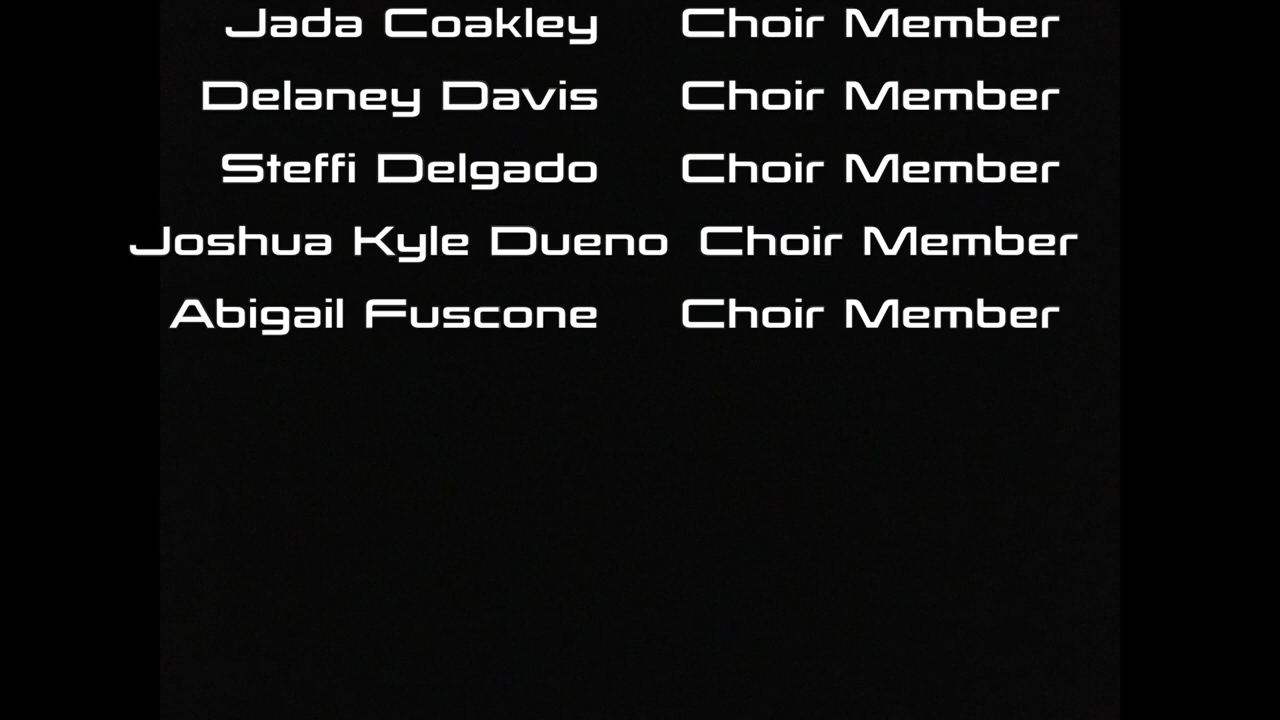 Jada Coakley Choir Member
Delaney Davis Choir Member
Steffi Delgado Choir Member
Joshua Kyle Dueno Choir Member
Abigail Fuscone Choir Member